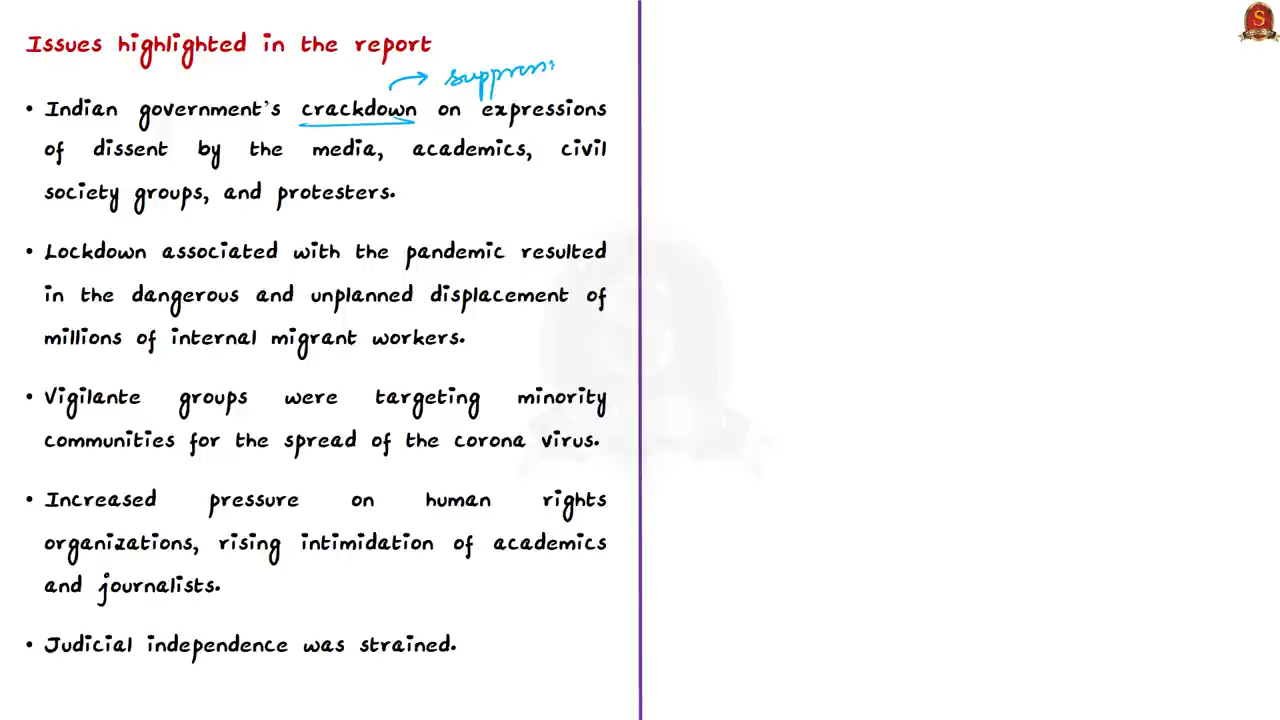 Issues highlighted in the report
• Indian government's crackdown on expressions
of dissent by the media, academics, civil
society groups, and protesters.
• Lockdown associated with the pandemic resulted
in the dangerous and unplanned displacement of
millions of internal migrant workers.
• Vigilante groups were targeting minority
communities for the spread of the corona virus.
• Increased pressure on human rights
organizations, rising intimidation of academics
and journalists.
• Judicial independence was strained.